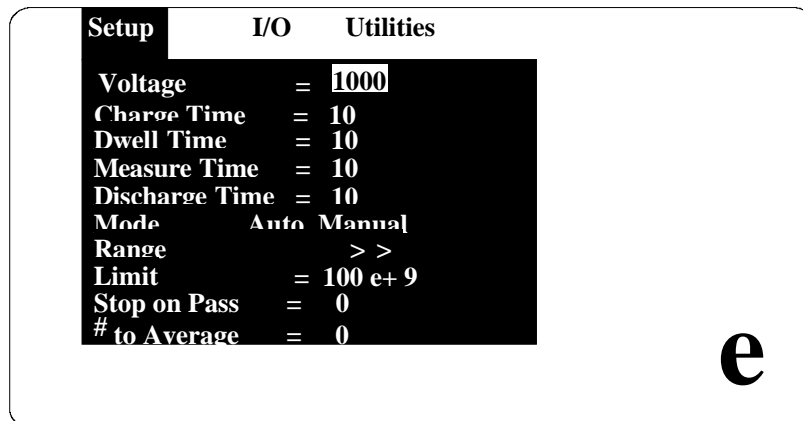 Setup I/O Utilities
Voltage = 1000
Charge Time = 10
Dwell Time = 10
Measure Time = 10
Discharge Time = 10
Mode Auto Manual
Range > >
Limit = 100 e+ 9
Stop on Pass = 0
# to Average = 0
e